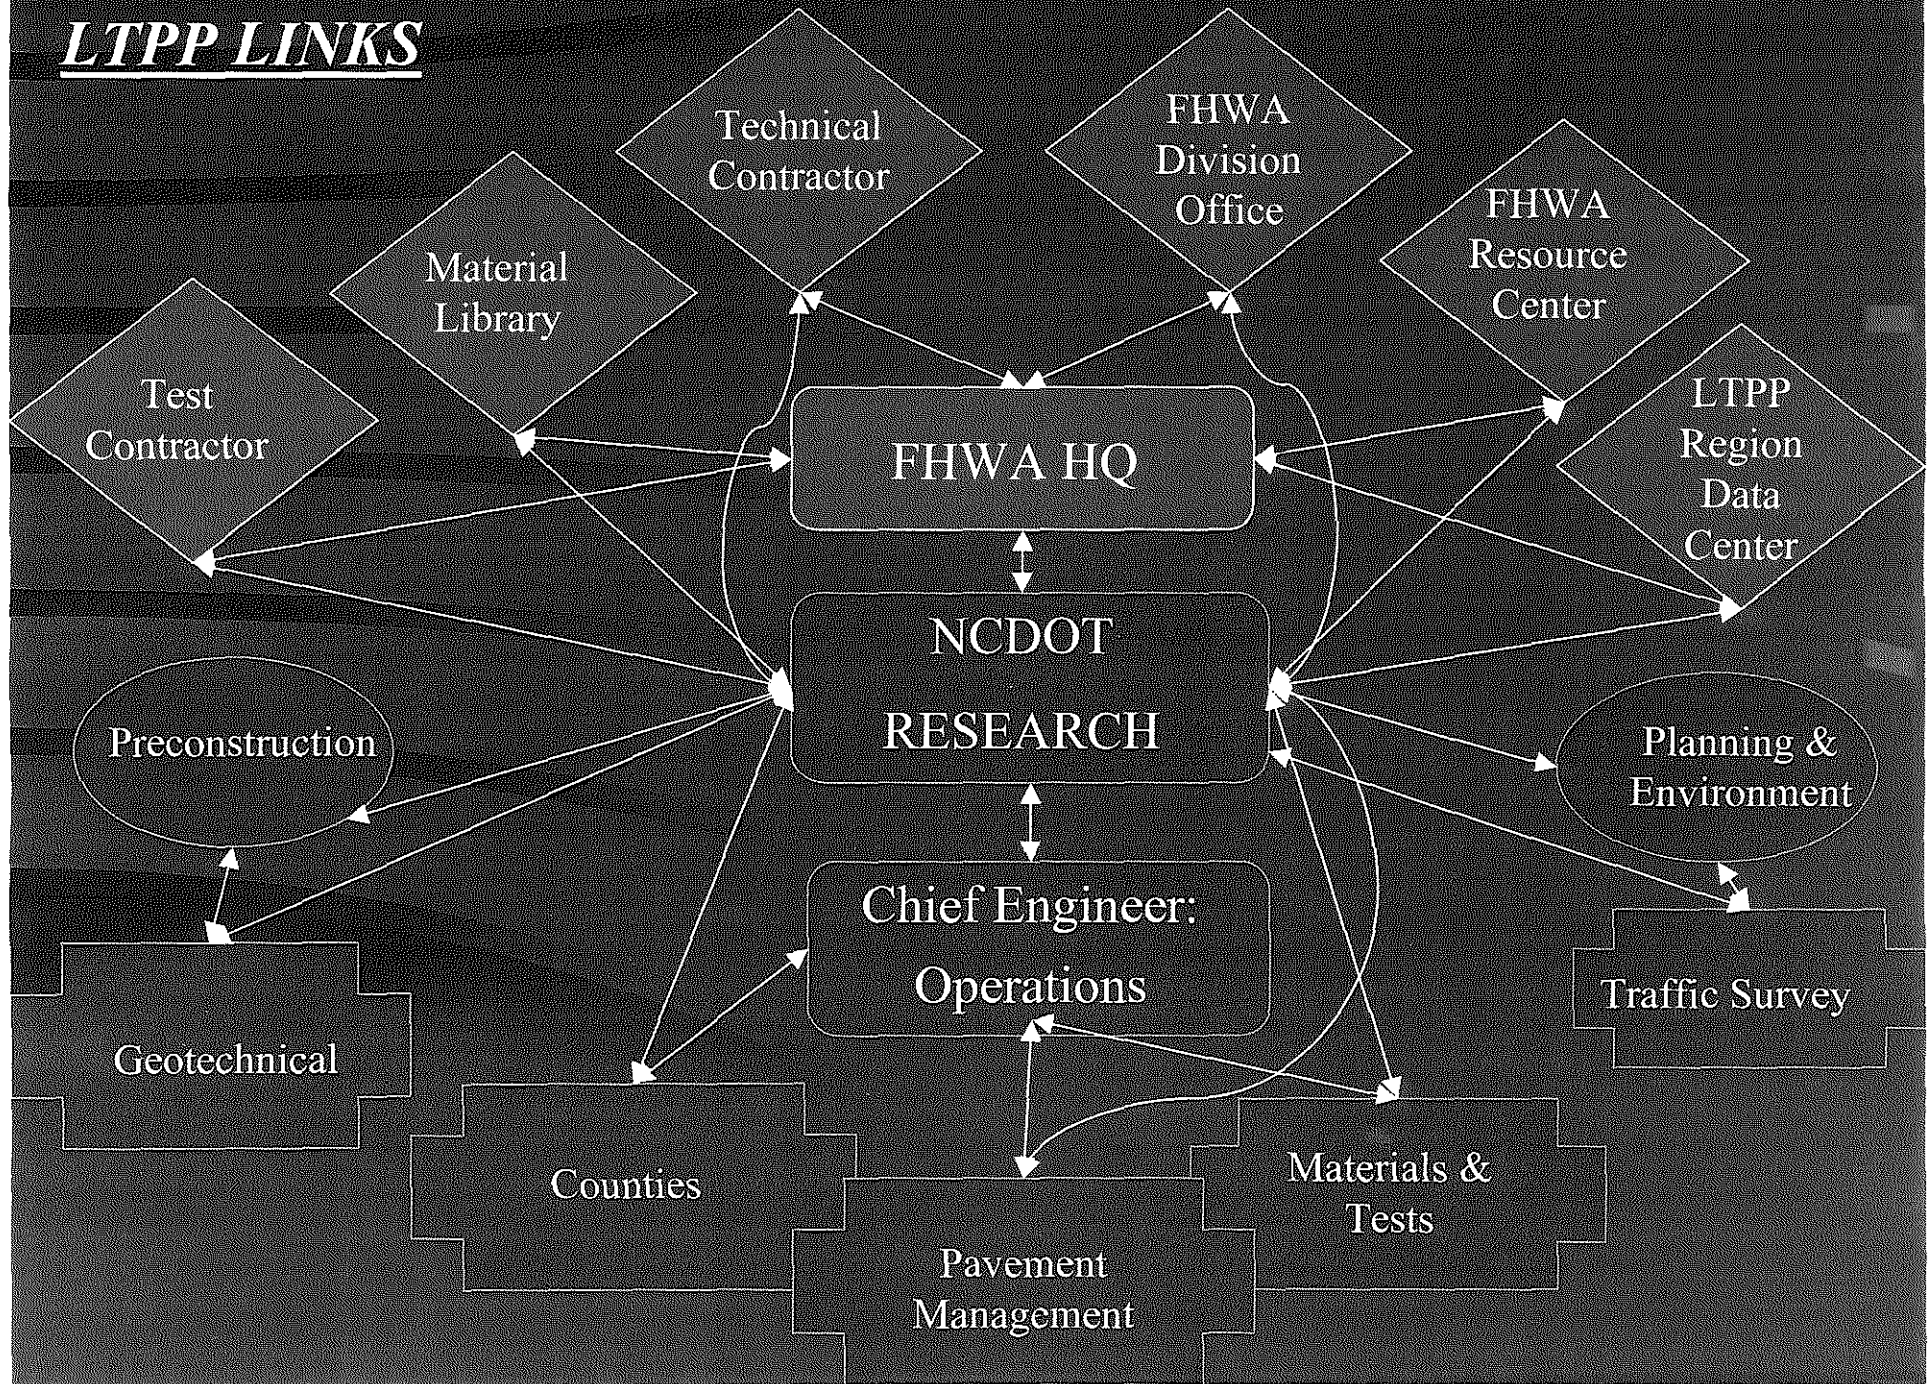 LTPP LINKS
Technical
Contractor
FHWA
Division
Office
Material
Library
FHWA
Resource
Center
Test
Contractor
LTPP
Region
Data
Center
FHWA HQ
NCDOT
RESEARCH
Preconstruction
Planning &
Environment
Chief Engineer:
Operations
Geotechnical
Traffic Survey
Counties
Materials &
Tests
Pavement
Management